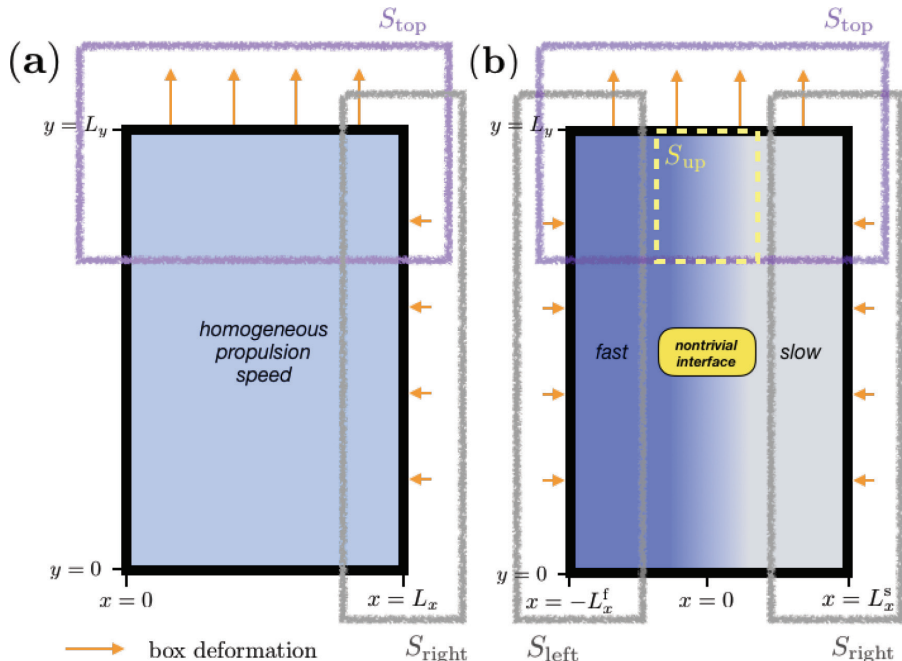 S_top
(a)
y = L_y
homogeneous
propulsion
speed
y = 0
x = 0
x = L_x
S_right
box deformation
S_top
(b)
y = L_y
S_up
fast
nontrivial
interface
slow
y = 0
x = −L_x^f
x = 0
x = L_x^s
S_left
S_right